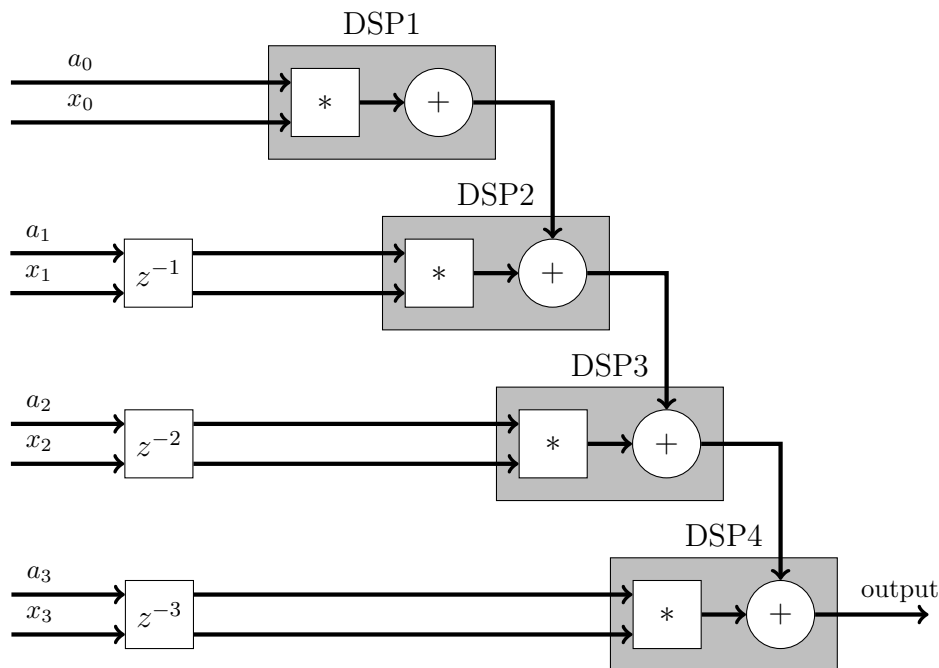 DSP1
a₀
x₀
*
+
DSP2
a₁
x₁
z⁻¹
*
+
DSP3
a₂
x₂
z⁻²
*
+
DSP4
a₃
x₃
z⁻³
*
+
output